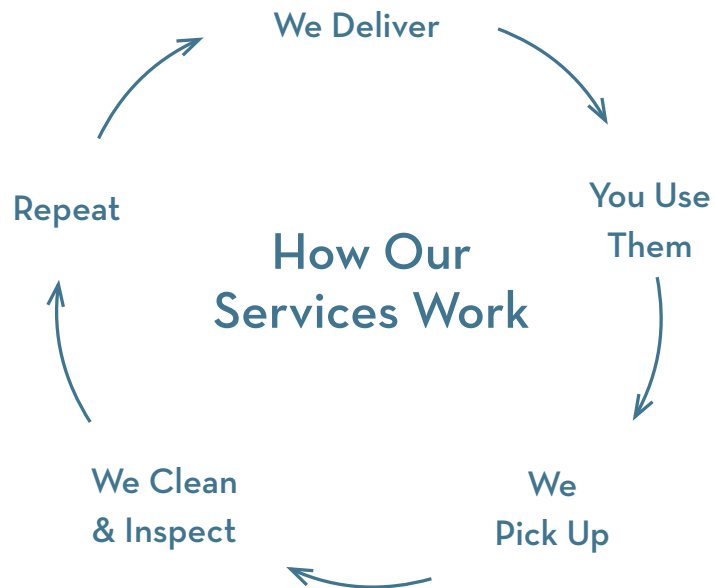 We Deliver
You Use
Them
We
Pick Up
We Clean
& Inspect
Repeat
How Our
Services Work